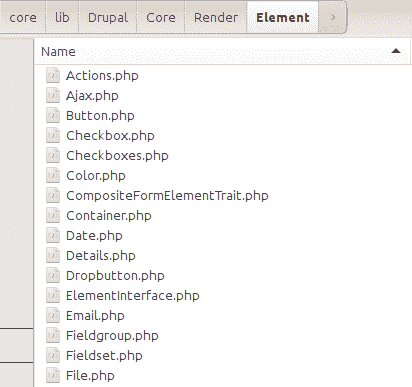 core lib Drupal Core Render Element
Name
Actions.php
Ajax.php
Button.php
Checkbox.php
Checkboxes.php
Color.php
CompositeFormElementTrait.php
Container.php
Date.php
Details.php
Dropbutton.php
ElementInterface.php
Email.php
Fieldgroup.php
Fieldset.php
File.php